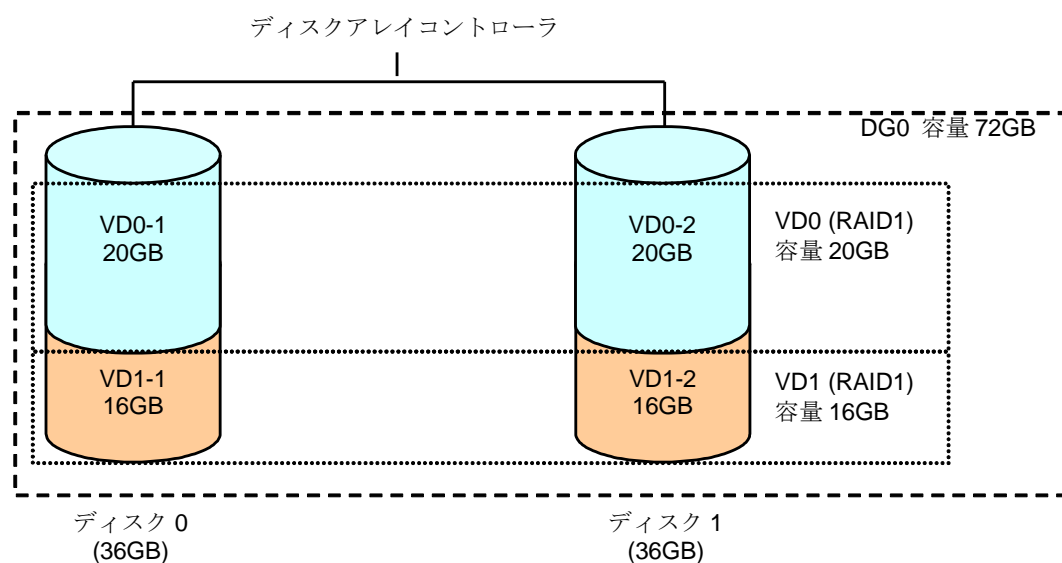 ディスクアレイコントローラ
DG0 容量 72GB
VD0-1
20GB
VD0-2
20GB
VD0 (RAID1)
容量 20GB
VD1-1
16GB
VD1-2
16GB
VD1 (RAID1)
容量 16GB
ディスク 0
(36GB)
ディスク 1
(36GB)